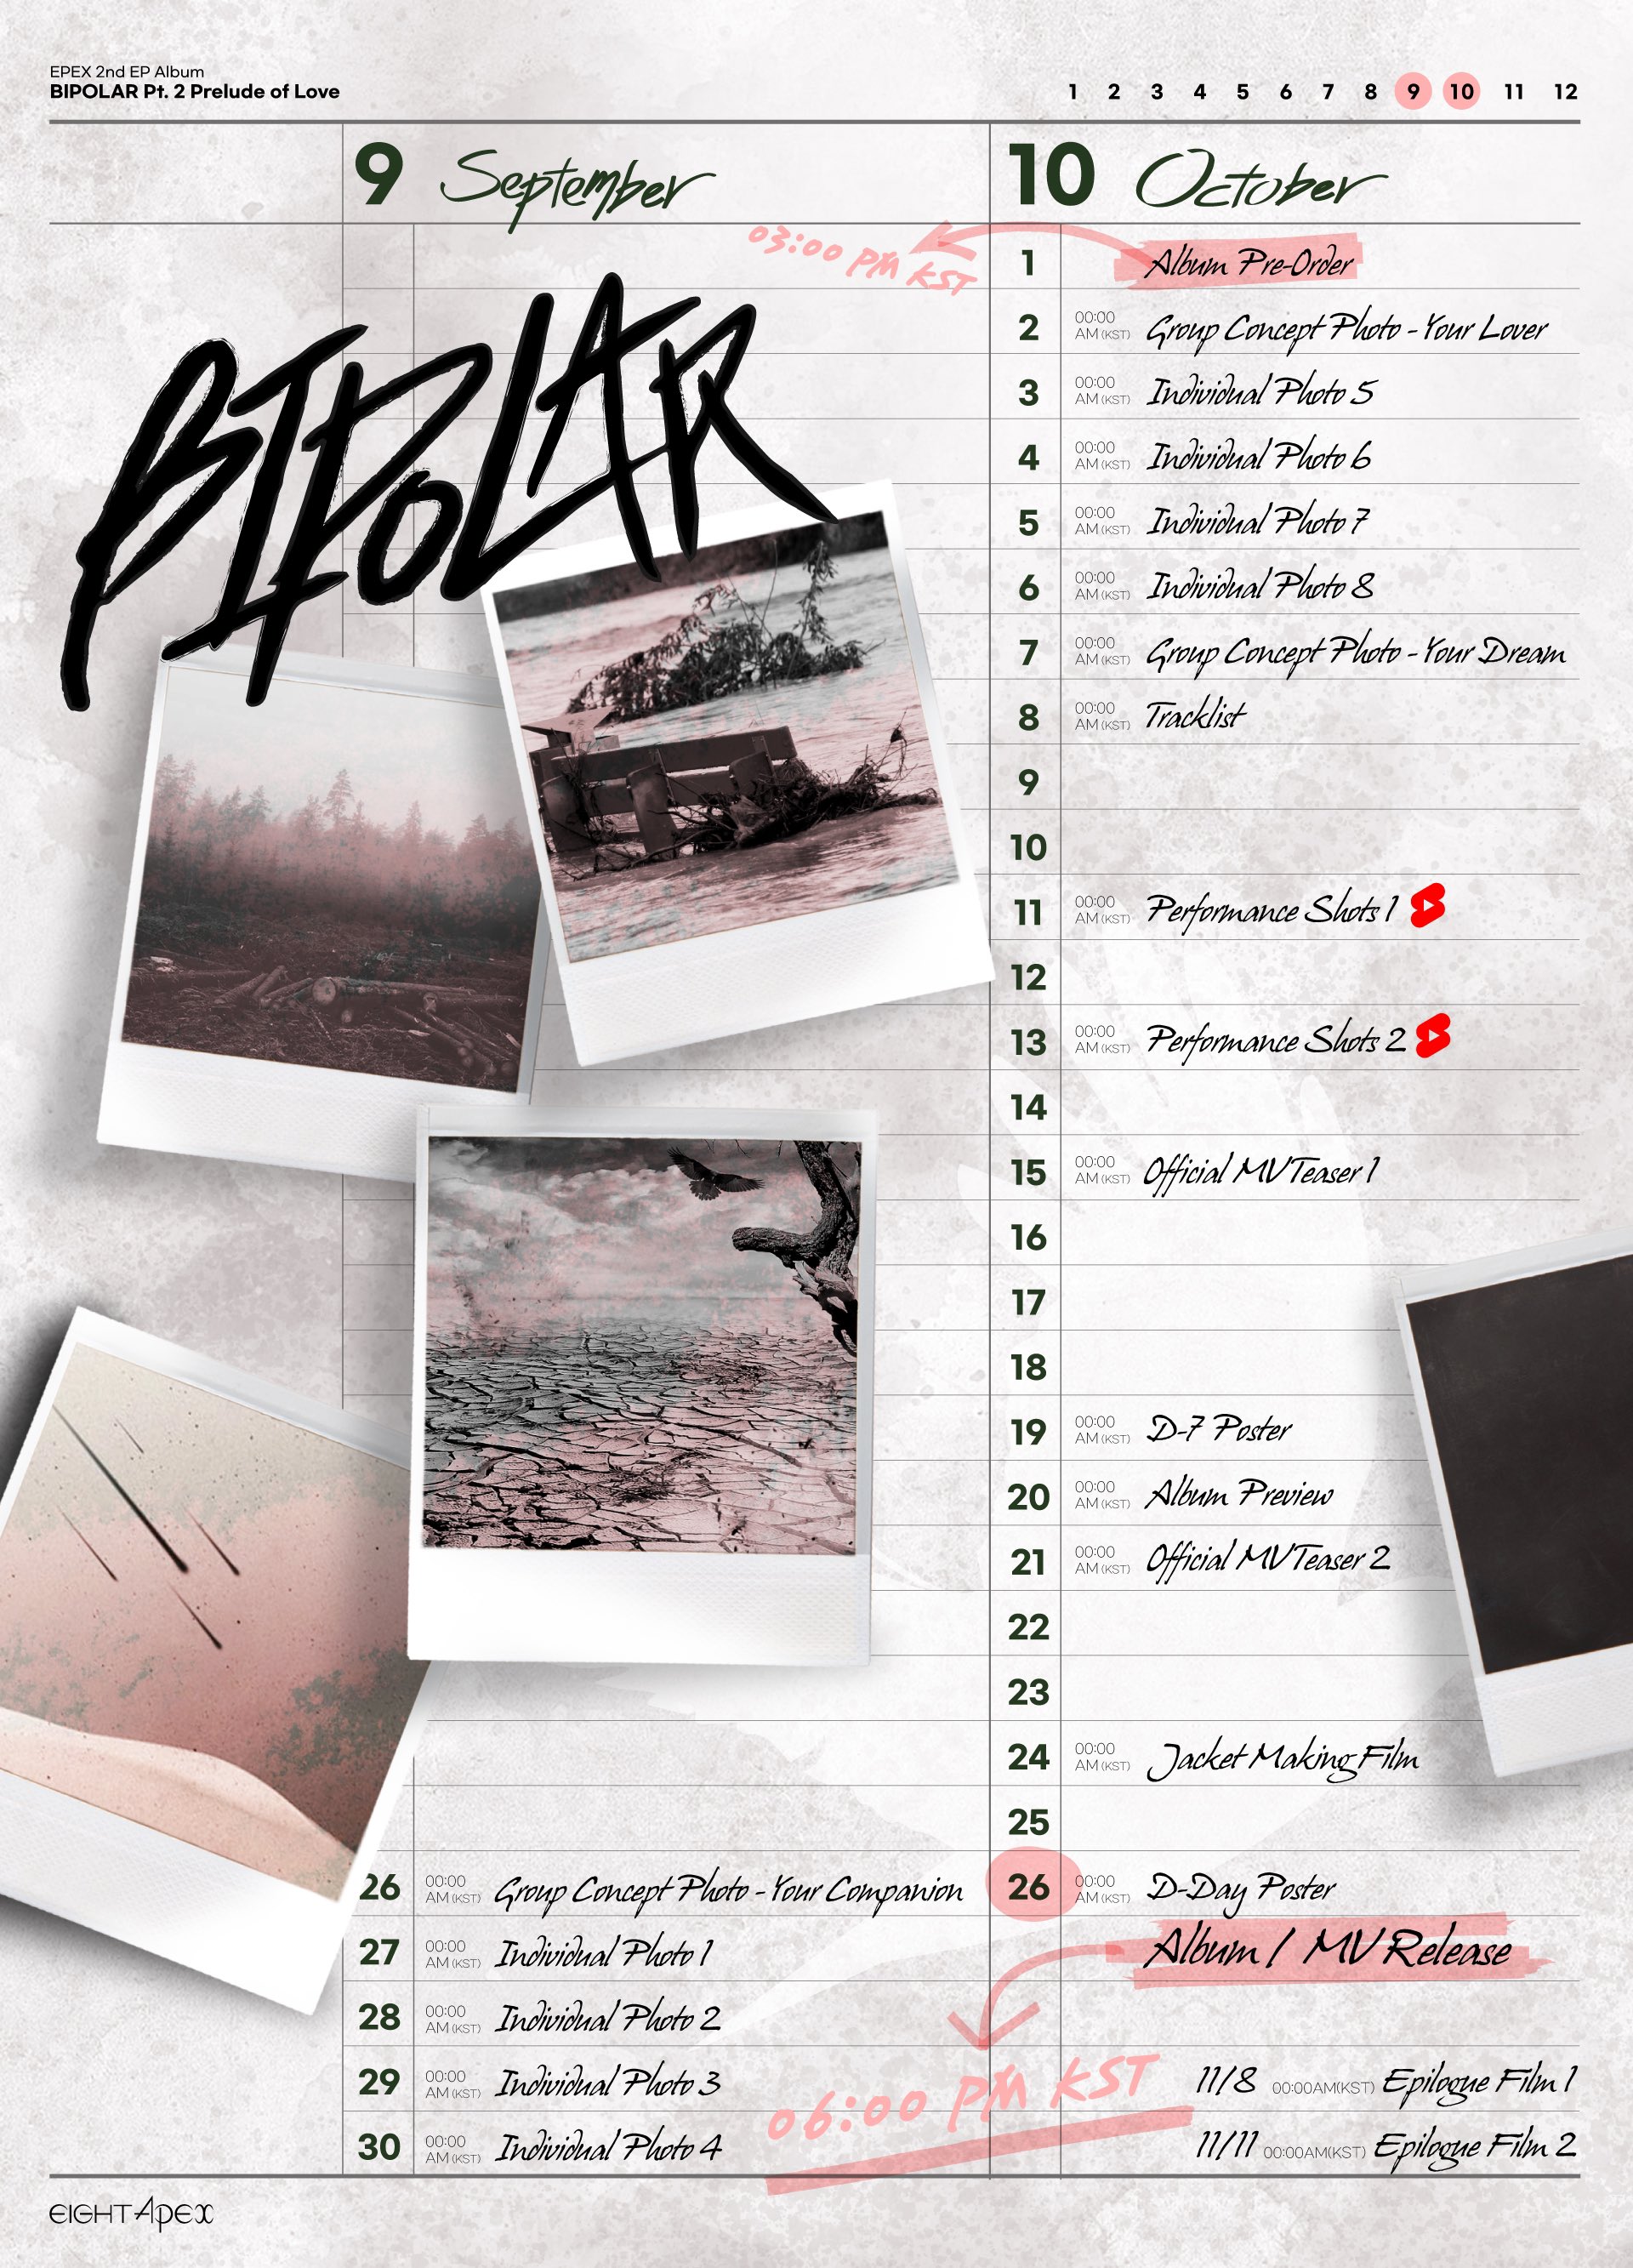 EPEX 2nd EP Album
BIPOLAR Pt. 2 Prelude of Love
1 2 3 4 5 6 7 8 9 10 11 12
9 September
BIPOLAR
26 00:00 AM(KST) Group Concept Photo - Your Companion
27 00:00 AM(KST) Individual Photo 1
28 00:00 AM(KST) Individual Photo 2
29 00:00 AM(KST) Individual Photo 3
30 00:00 AM(KST) Individual Photo 4
10 October
1 Album Pre-Order
03:00 PM KST
2 00:00 AM(KST) Group Concept Photo - Your Lover
3 00:00 AM(KST) Individual Photo 5
4 00:00 AM(KST) Individual Photo 6
5 00:00 AM(KST) Individual Photo 7
6 00:00 AM(KST) Individual Photo 8
7 00:00 AM(KST) Group Concept Photo - Your Dream
8 00:00 AM(KST) Tracklist
9
10
11 00:00 AM(KST) Performance Shots 1
12
13 00:00 AM(KST) Performance Shots 2
14
15 00:00 AM(KST) Official MV Teaser 1
16
17
18
19 00:00 AM(KST) D-7 Poster
20 00:00 AM(KST) Album Preview
21 00:00 AM(KST) Official MV Teaser 2
22
23
24 00:00 AM(KST) Jacket Making Film
25
26 00:00 AM(KST) D-Day Poster
Album / MV Release
06:00 PM KST
11/8 00:00AM(KST) Epilogue Film 1
11/11 00:00AM(KST) Epilogue Film 2
EIGHT APEX